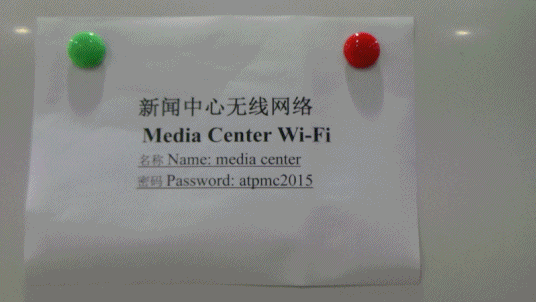 新闻中心无线网络
Media Center Wi-Fi
名称 Name: media center
密码 Password: atpmc2015